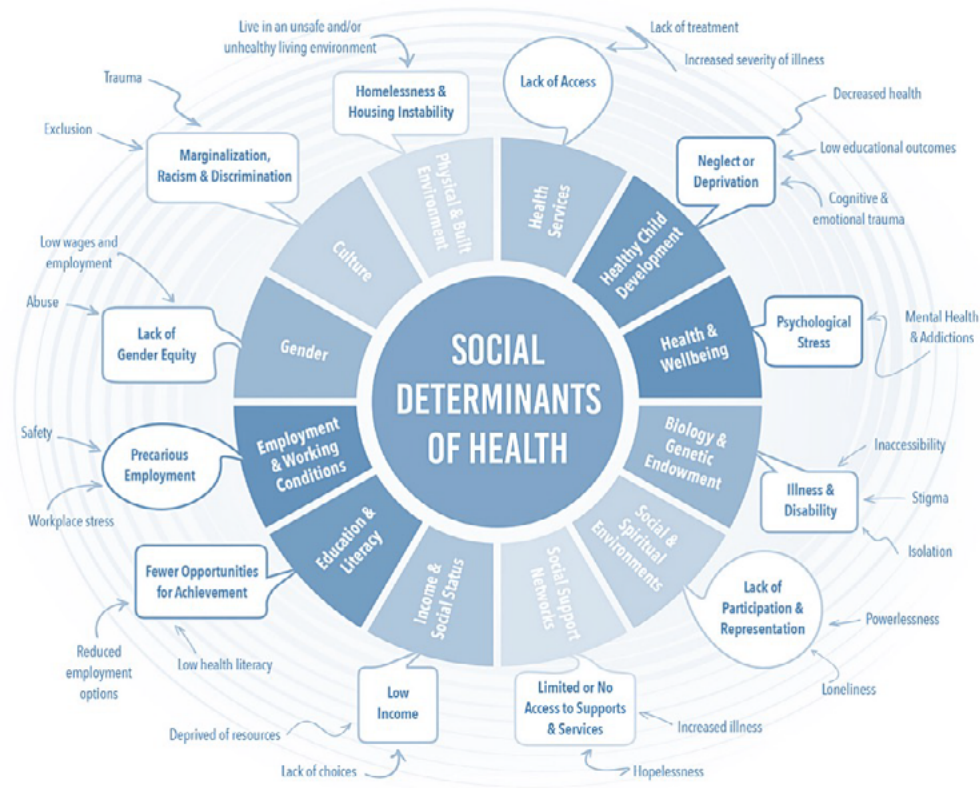 SOCIAL
DETERMINANTS
OF HEALTH
Health
Services
Lack of Access
Lack of treatment
Increased severity of illness
Healthy Child
Development
Neglect or
Deprivation
Decreased health
Low educational outcomes
Cognitive &
emotional trauma
Health &
Wellbeing
Psychological
Stress
Mental Health
& Addictions
Biology &
Genetic
Endowment
Illness &
Disability
Inaccessibility
Stigma
Isolation
Social &
Spiritual
Environments
Lack of
Participation &
Representation
Powerlessness
Loneliness
Social Support
Networks
Limited or No
Access to Supports
& Services
Increased illness
Hopelessness
Income &
Social Status
Low
Income
Deprived of resources
Lack of choices
Education &
Literacy
Fewer Opportunities
for Achievement
Reduced
employment
options
Low health literacy
Employment
& Working
Conditions
Precarious
Employment
Safety
Workplace stress
Gender
Lack of
Gender Equity
Low wages and
employment
Abuse
Culture
Marginalization,
Racism & Discrimination
Trauma
Exclusion
Physical & Built
Environment
Homelessness &
Housing Instability
Live in an unsafe and/or
unhealthy living environment